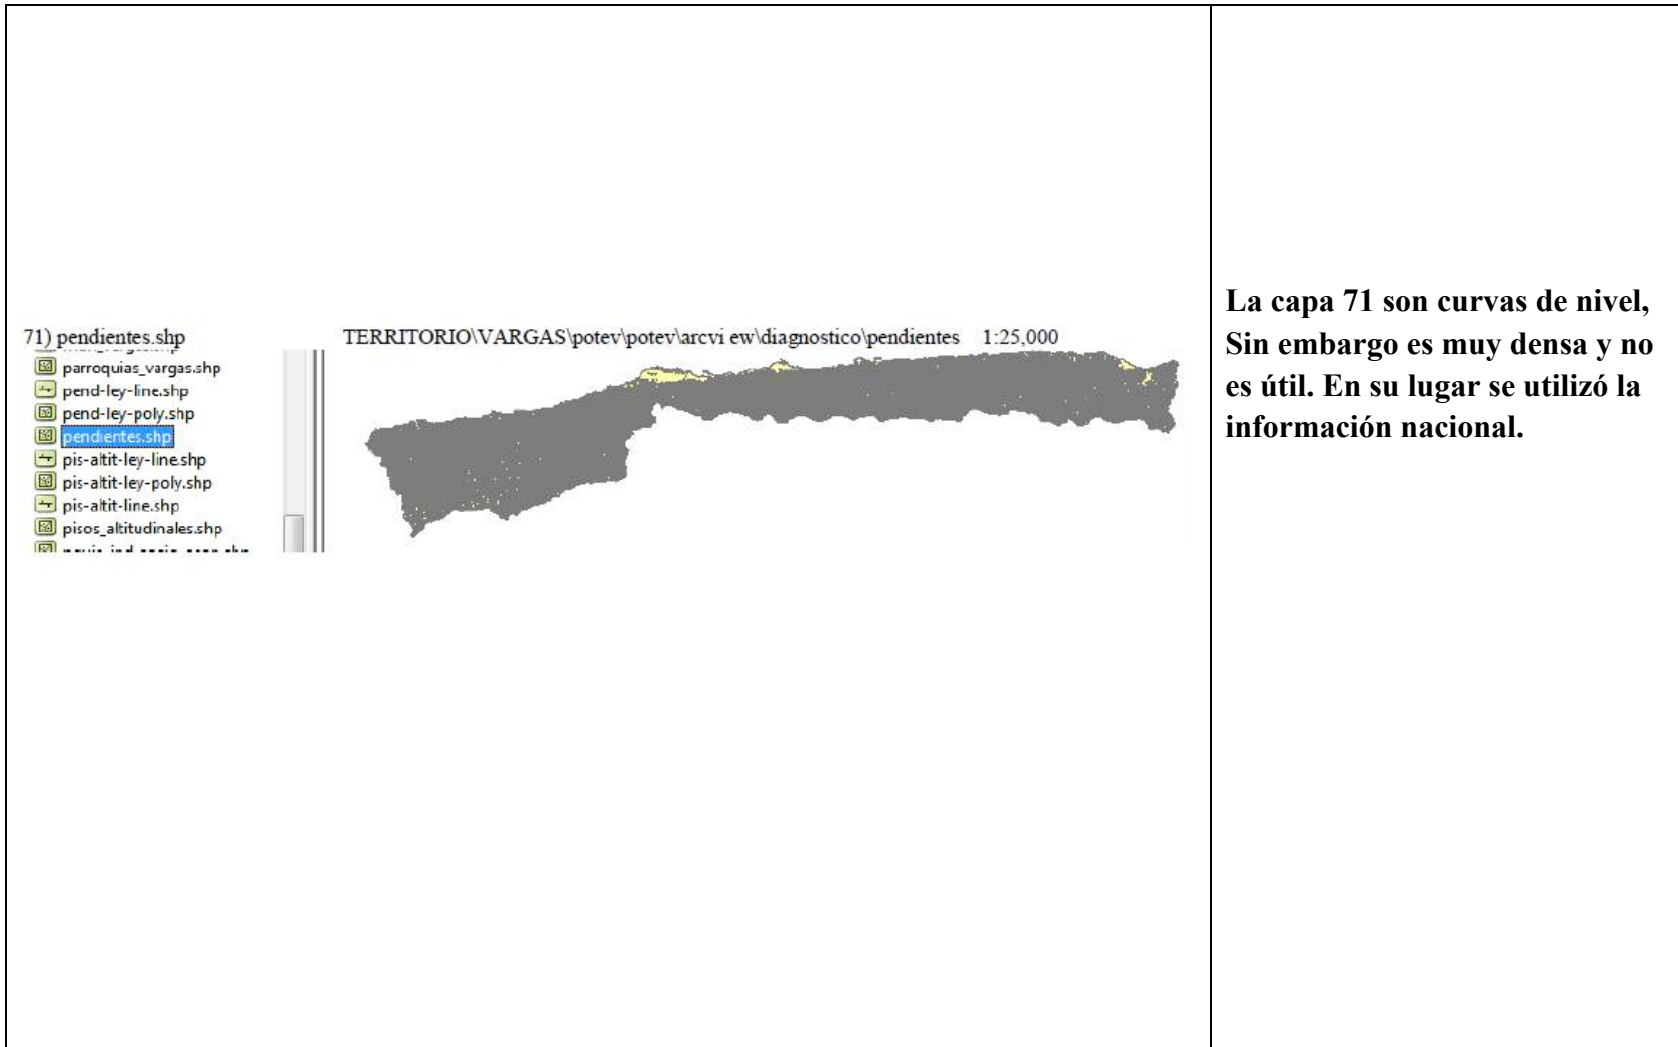 71) pendientes.shp TERRITORIO\VARGAS\potev\potev\arcvi ew\diagnostico\pendientes 1:25,000
parroquias_vargas.shp
pend-ley-line.shp
pend-ley-poly.shp
pendientes.shp
pis-altit-ley-line.shp
pis-altit-ley-poly.shp
pis-altit-line.shp
pisos_altitudinales.shp
La capa 71 son curvas de nivel,
Sin embargo es muy densa y no
es útil. En su lugar se utilizó la
información nacional.